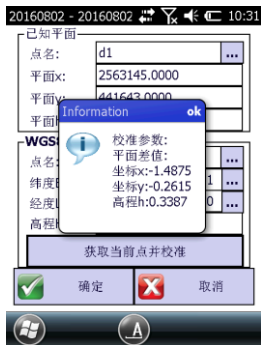 20160802 - 20160802 10:31
已知平面
点名: d1 ...
平面x: 2563145.0000
平面y: 441643.0000
平面
Information ok
校准参数:
平面差值:
坐标x:-1.4875
坐标y:-0.2615
高程h:0.3387
WGS
点名: ...
纬度 1 ...
经度 0 ...
高程
获取当前点并校准
确定 取消
A